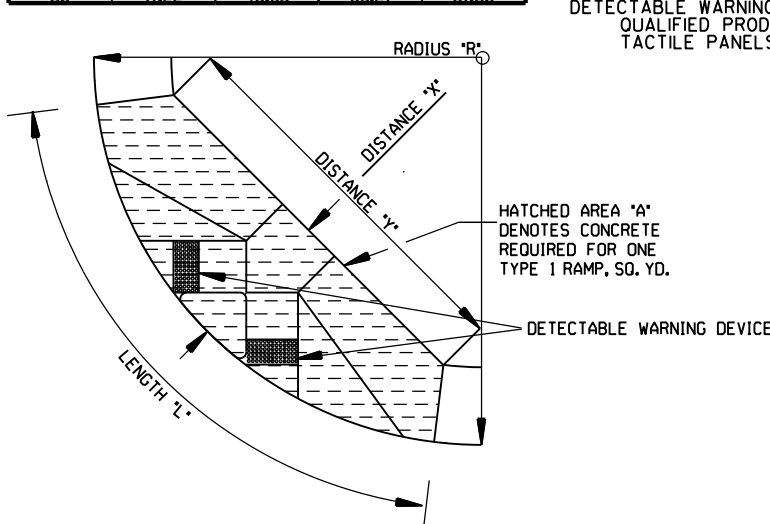 DETECTABLE WARNING
QUALIFIED PROD
TACTILE PANELS
RADIUS "R"
DISTANCE "X"
DISTANCE "Y"
HATCHED AREA "A"
DENOTES CONCRETE
REQUIRED FOR ONE
TYPE 1 RAMP, SQ. YD.
DETECTABLE WARNING DEVICE
LENGTH "L"